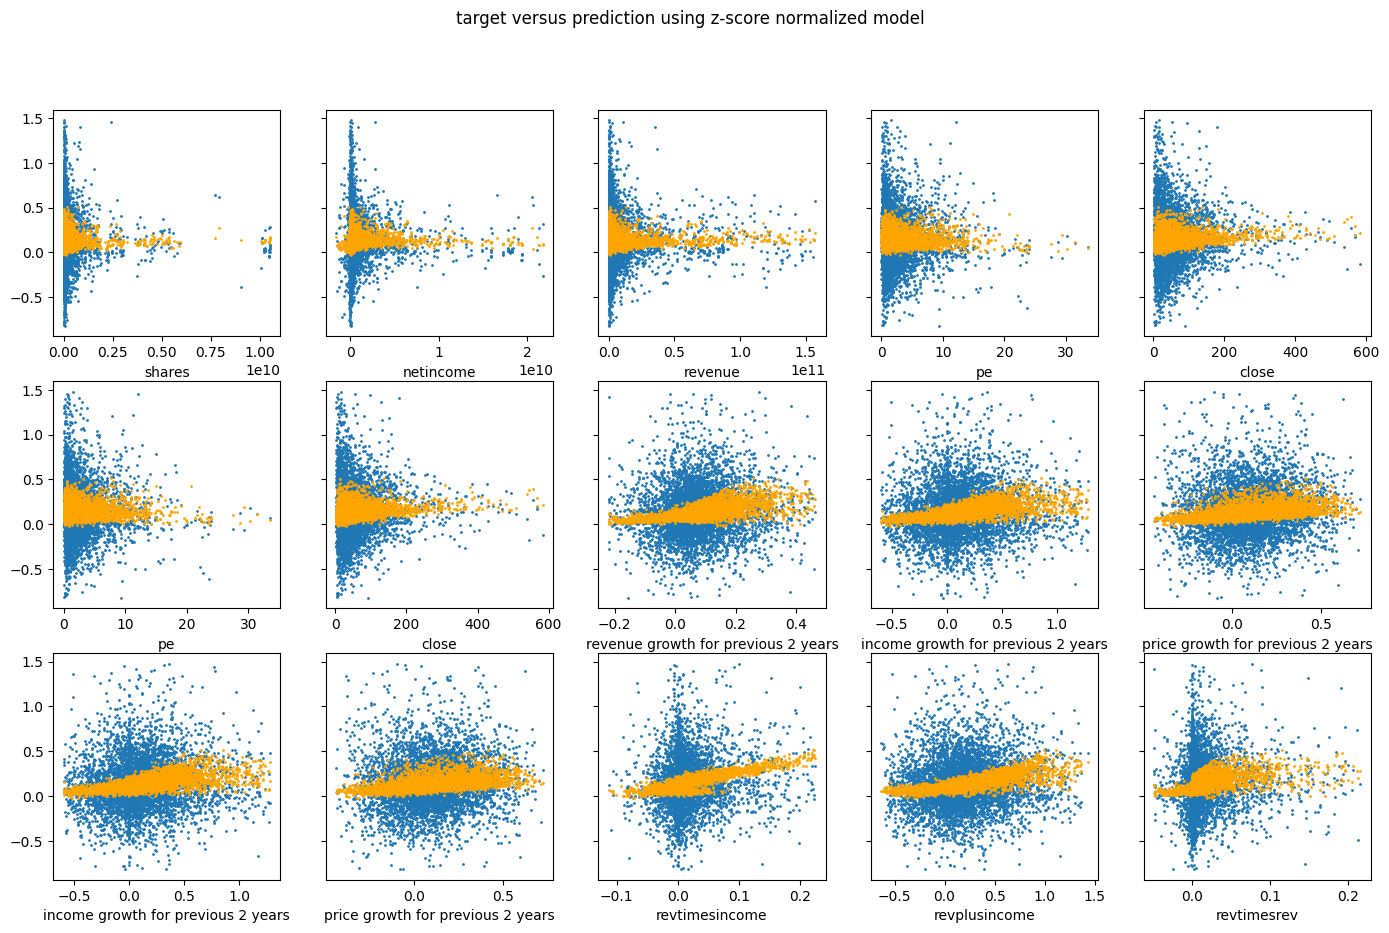 target versus prediction using z-score normalized model
1.5
1.0
0.5
0.0
−0.5
0.00 0.25 0.50 0.75 1.00
1e10
shares
0 1 2
1e10
netincome
0.0 0.5 1.0 1.5
1e11
revenue
0 10 20 30
pe
0 200 400 600
close
1.5
1.0
0.5
0.0
−0.5
0 10 20 30
pe
0 200 400 600
close
−0.2 0.0 0.2 0.4
revenue growth for previous 2 years
−0.5 0.0 0.5 1.0
income growth for previous 2 years
0.0 0.5
price growth for previous 2 years
1.5
1.0
0.5
0.0
−0.5
−0.5 0.0 0.5 1.0
income growth for previous 2 years
0.0 0.5
price growth for previous 2 years
−0.1 0.0 0.1 0.2
revtimesincome
−0.5 0.0 0.5 1.0 1.5
revplusincome
0.0 0.1 0.2
revtimesrev